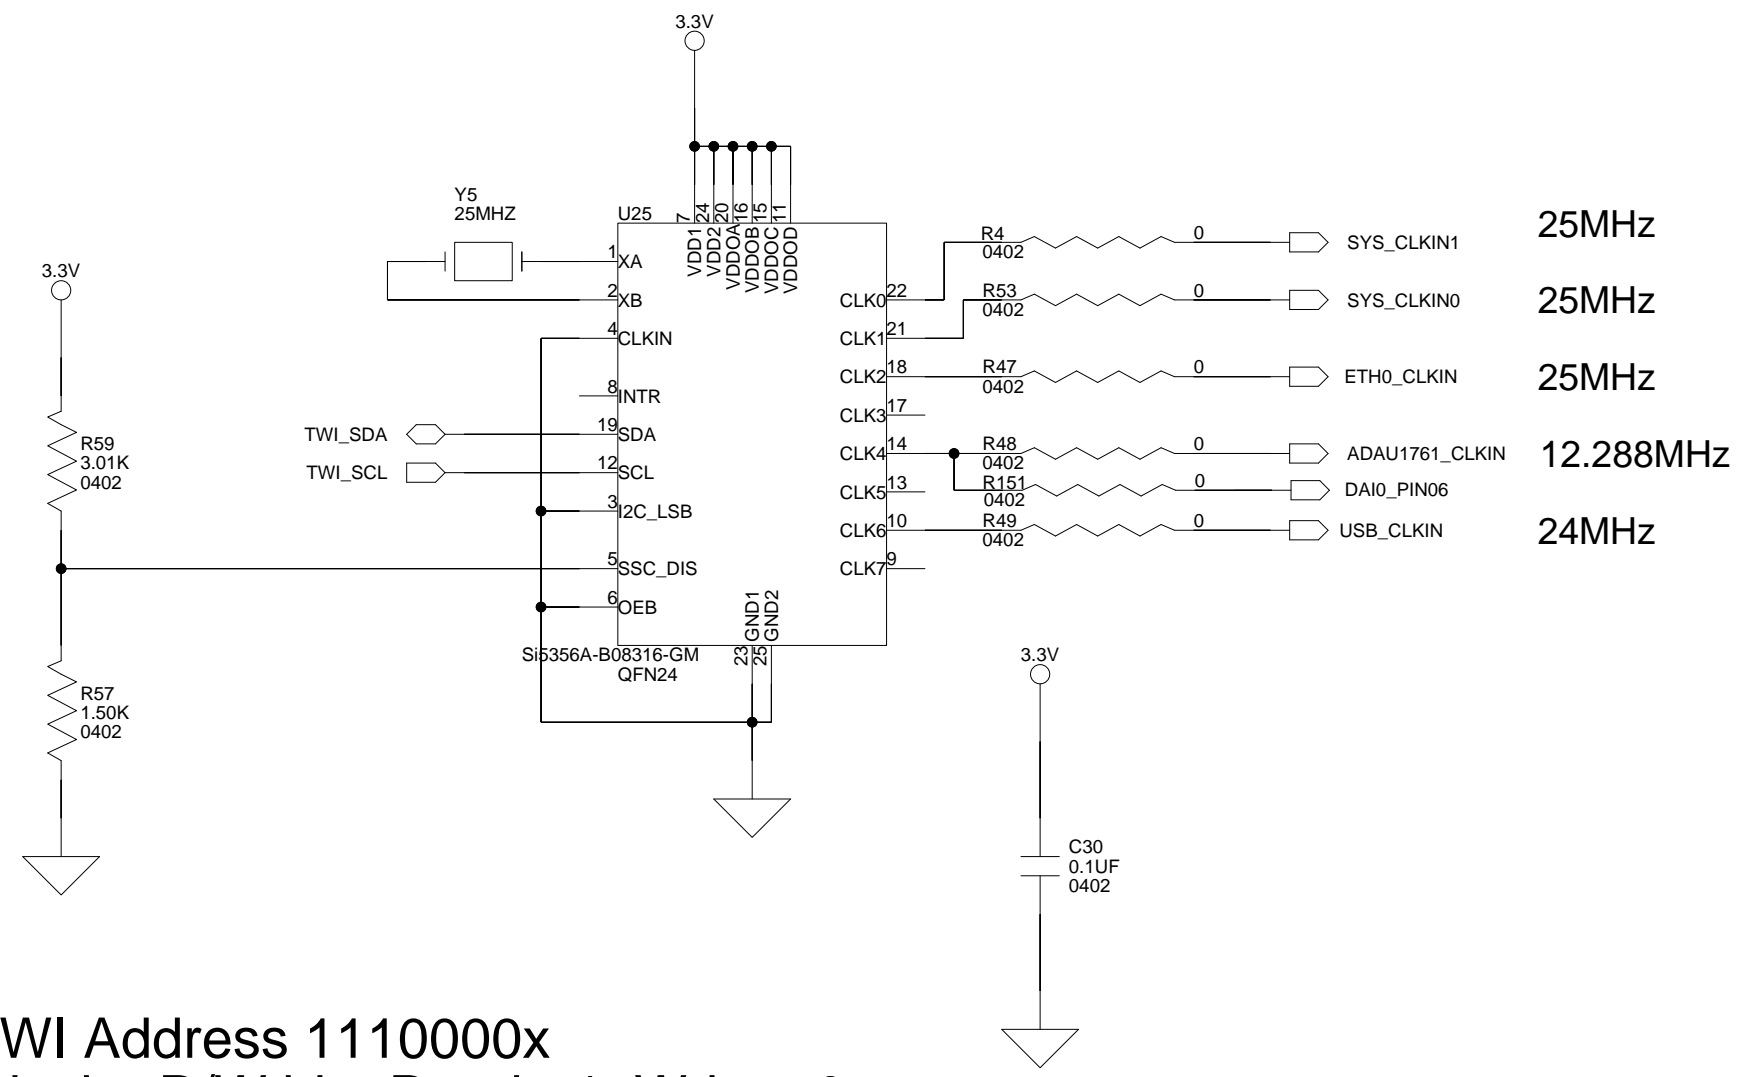 3.3V
Y5
25MHZ
U25
7
24
20
16
15
11
VDD1
VDD2
VDDOA
VDDOB
VDDOC
VDDOD
3.3V
1
XA
2
XB
4
CLKIN
8
INTR
TWI_SDA
19
SDA
TWI_SCL
12
SCL
3
I2C_LSB
5
SSC_DIS
6
OEB
CLK0
22
CLK1
21
CLK2
18
CLK3
17
CLK4
14
CLK5
13
CLK6
10
CLK7
9
R4
0402
0
SYS_CLKIN1
25MHz
R53
0402
0
SYS_CLKIN0
25MHz
R47
0402
0
ETH0_CLKIN
25MHz
R48
0402
0
ADAU1761_CLKIN
12.288MHz
R151
0402
0
DAI0_PIN06
R49
0402
0
USB_CLKIN
24MHz
R59
3.01K
0402
R57
1.50K
0402
GND1
GND2
23
25
Si5356A-B08316-GM
QFN24
3.3V
C30
0.1UF
0402
WI Address 1110000x